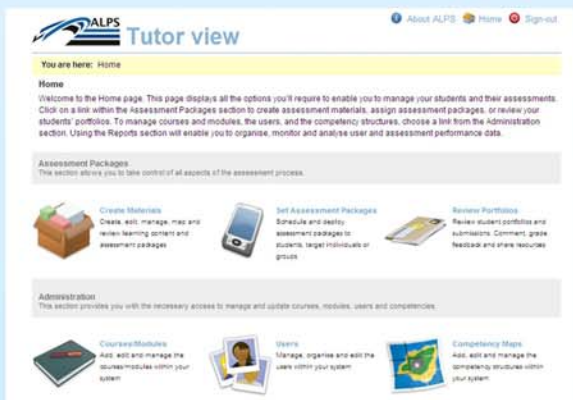 ALPS
Tutor view
About ALPS Home Sign-out
You are here: Home
Home
Welcome to the Home page. This page displays all the options you'll require to enable you to manage your students and their assessments.
Click on a link within the Assessment Packages section to create assessment materials, assign assessment packages, or review your
students' portfolios. To manage courses and modules, the users, and the competency structures, choose a link from the Administration
section. Using the Reports section will enable you to organise, monitor and analyse user and assessment performance data.
Assessment Packages
This section allows you to take control of all aspects of the assessment process.
Create Materials
Create, edit, manage, map and
review learning content and
assessment packages
Set Assessment Packages
Schedule and deploy
assessment packages to
students, target individuals or
groups
Review Portfolios
Review student portfolios and
submissions. Comment, grade
feedback and share resources
Administration
This section provides you with the necessary access to manage and update courses, modules, users and competencies.
Courses/Modules
Add, edit and manage the
courses/modules within your
system
Users
Manage, organise and edit the
users within your system
Competency Maps
Add, edit and manage the
competency structures within
your system